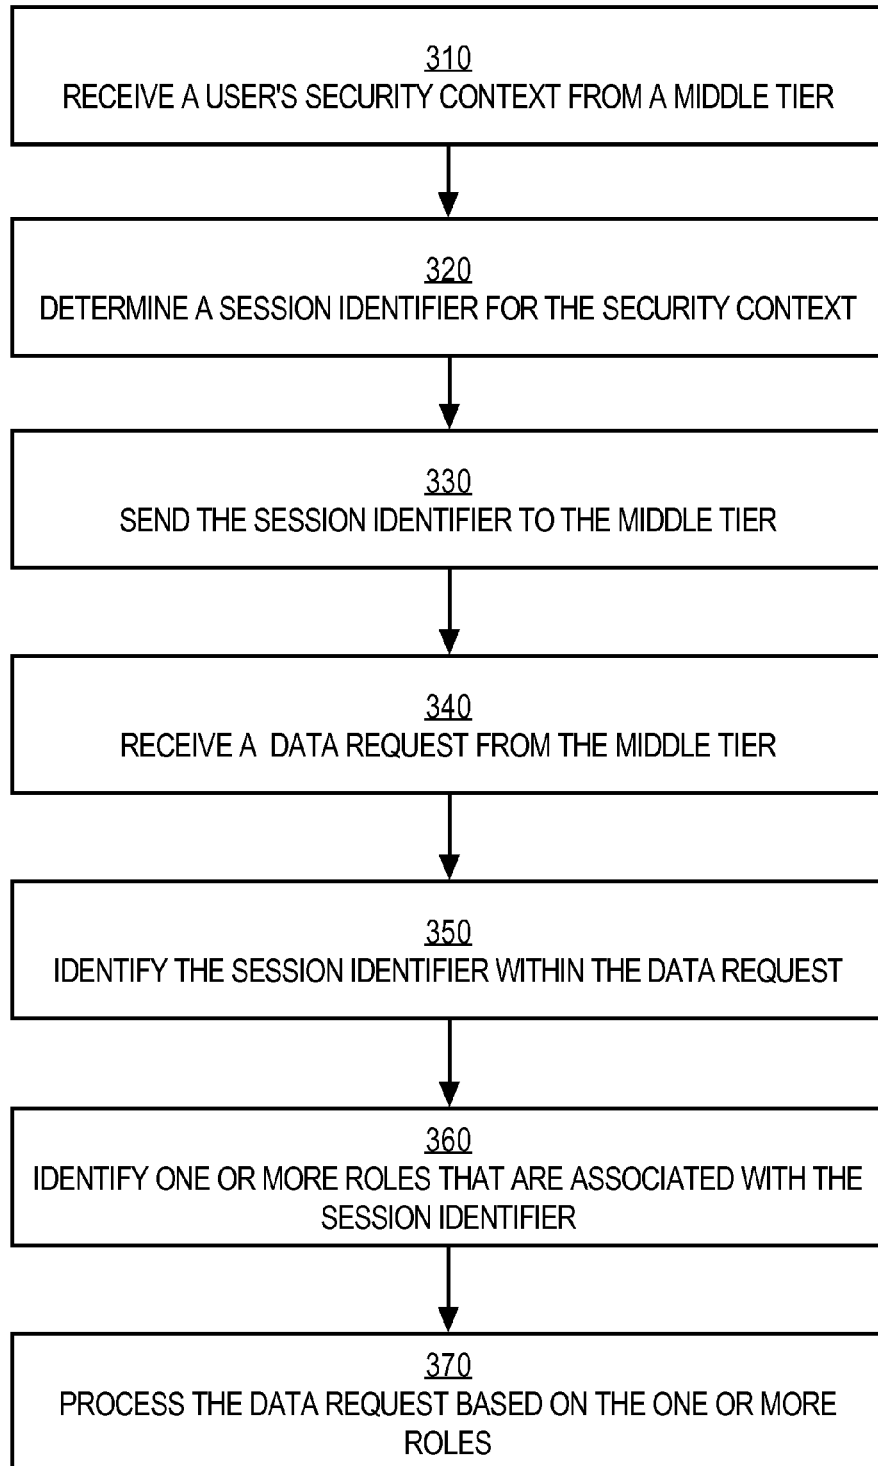 310
RECEIVE A USER'S SECURITY CONTEXT FROM A MIDDLE TIER
320
DETERMINE A SESSION IDENTIFIER FOR THE SECURITY CONTEXT
330
SEND THE SESSION IDENTIFIER TO THE MIDDLE TIER
340
RECEIVE A DATA REQUEST FROM THE MIDDLE TIER
350
IDENTIFY THE SESSION IDENTIFIER WITHIN THE DATA REQUEST
360
IDENTIFY ONE OR MORE ROLES THAT ARE ASSOCIATED WITH THE
SESSION IDENTIFIER
370
PROCESS THE DATA REQUEST BASED ON THE ONE OR MORE
ROLES